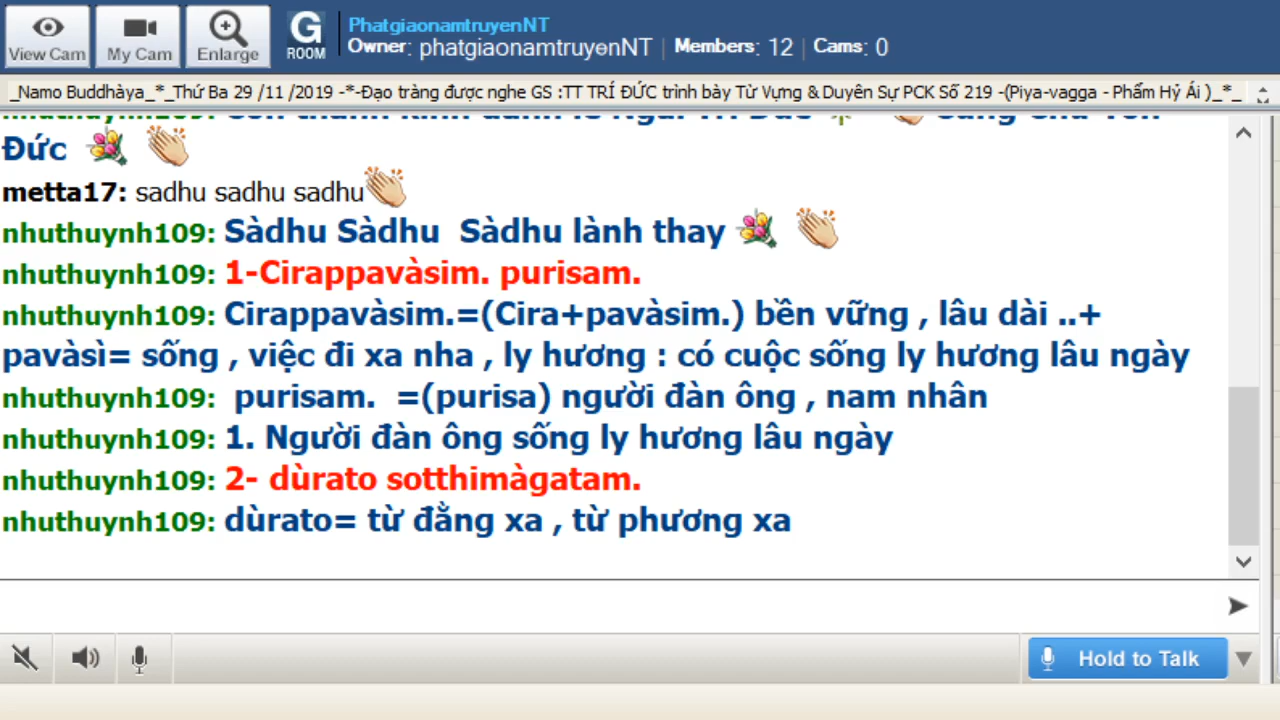 View Cam
My Cam
Enlarge
G
ROOM
PhatgiaonamtruyenNT
Owner: phatgiaonamtruyenNT | Members: 12 | Cams: 0
_Namo Buddhàya_*_Thứ Ba 29 /11 /2019 -*-Đạo tràng được nghe GS :TT TRÍ ĐỨC trình bày Từ Vựng & Duyên Sự PCK Số 219 -(Piya-vagga - Phẩm Hỷ Ái )_*_
Đức
metta17: sadhu sadhu sadhu
nhuthuynh109: Sàdhu Sàdhu Sàdhu lành thay
nhuthuynh109: 1-Cirappavàsim. purisam.
nhuthuynh109: Cirappavàsim.=(Cira+pavàsim.) bền vững , lâu dài ..+
pavàsì= sống , việc đi xa nha , ly hương : có cuộc sống ly hương lâu ngày
nhuthuynh109: purisam. =(purisa) người đàn ông , nam nhân
nhuthuynh109: 1. Người đàn ông sống ly hương lâu ngày
nhuthuynh109: 2- dùrato sotthimàgatam.
nhuthuynh109: dùrato= từ đằng xa , từ phương xa
Hold to Talk